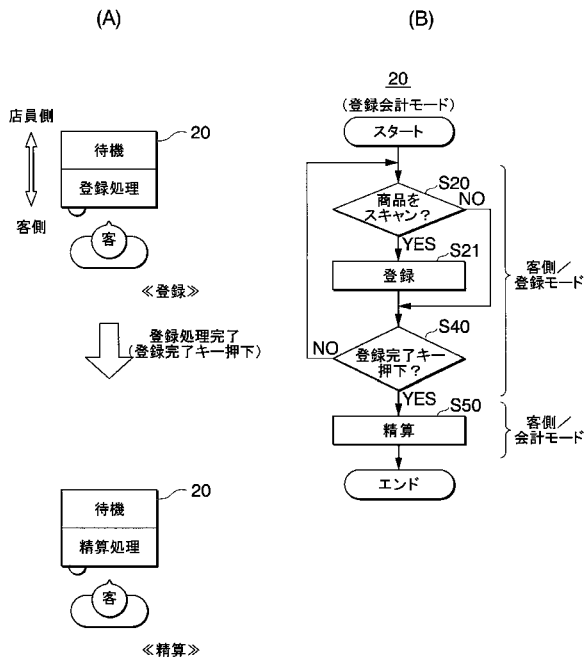 (A)
店員側
客側
20
待機
登録処理
客
≪登録≫
登録処理完了
(登録完了キー押下)
20
待機
精算処理
客
≪精算≫
(B)
20
(登録会計モード)
スタート
S20
商品を
スキャン?
NO
YES
S21
登録
S40
登録完了キー
押下?
NO
YES
S50
精算
エンド
客側/
登録モード
客側/
会計モード